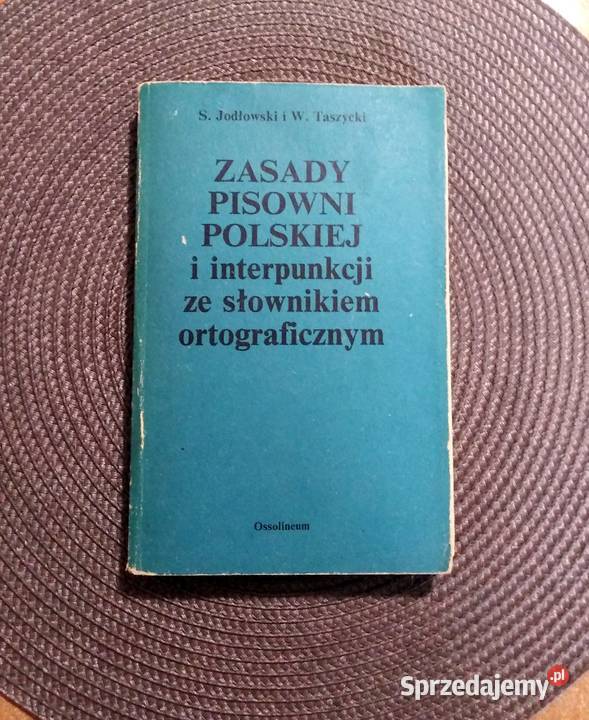 S. Jodłowski i W. Taszycki
ZASADY
PISOWNI
POLSKIEJ
i interpunkcji
ze słownikiem
ortograficznym
Ossolineum
Sprzedajemy.pl